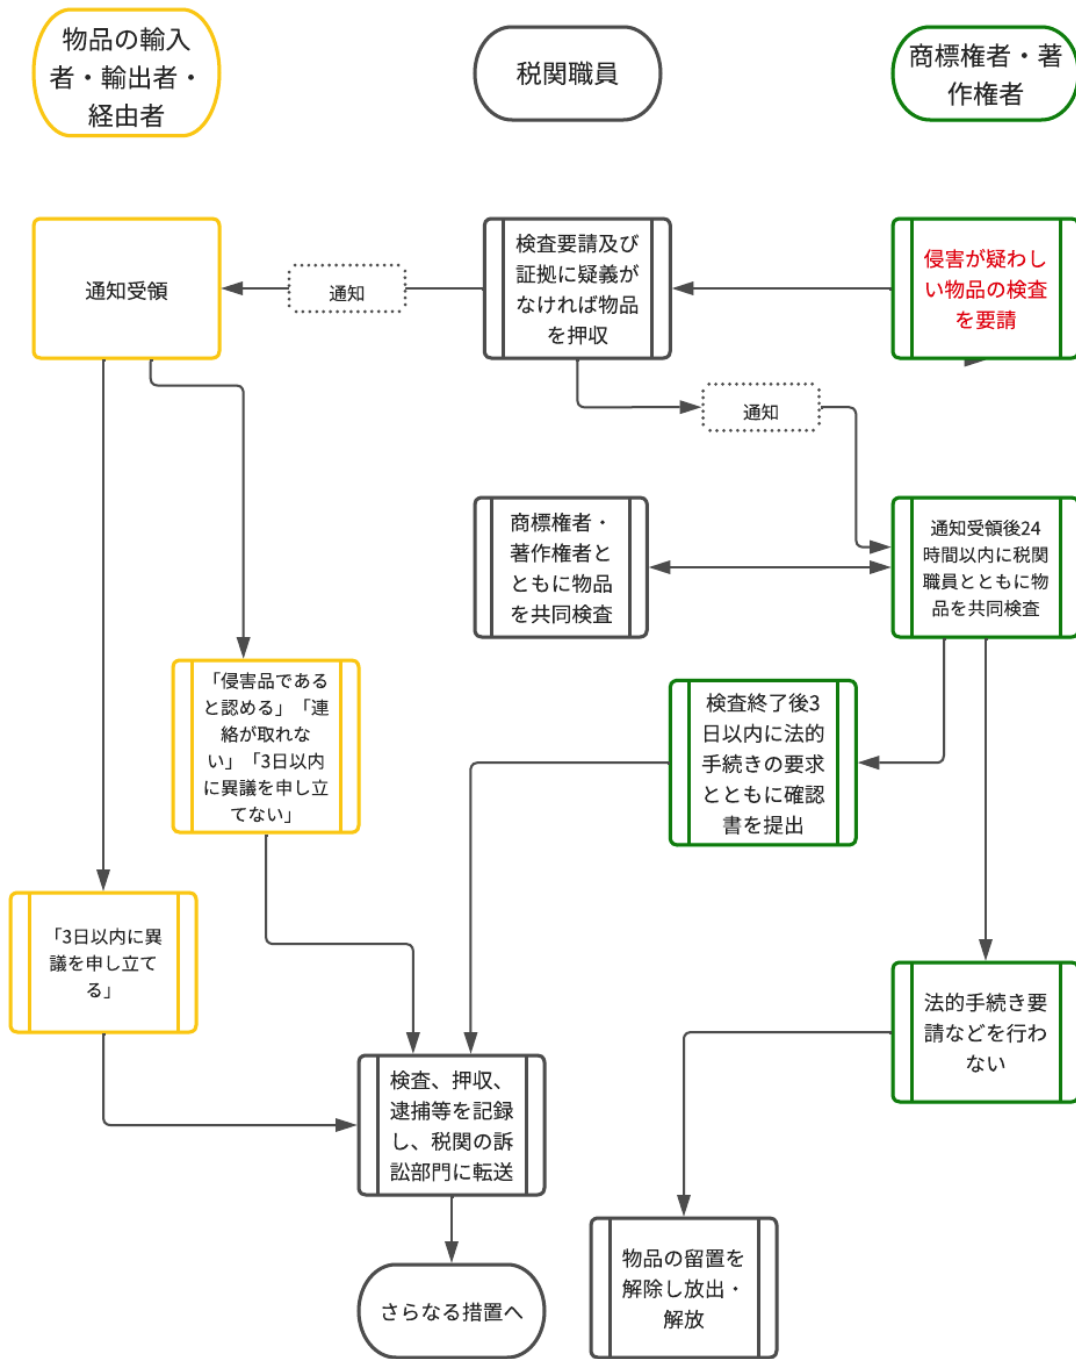 物品の輸入
者・輸出者・
経由者
税関職員
商標権者・著
作権者
通知受領
通知
検査要請及び
証拠に疑義が
なければ物品
を押収
侵害が疑わし
い物品の検査
を要請
通知
商標権者・
著作権者と
ともに物品
を共同検査
通知受領後24
時間以内に税関
職員とともに物
品を共同検査
「侵害品である
と認める」「連
絡が取れな
い」「3日以内
に異議を申し立
てない」
検査終了後3
日以内に法的
手続きの要求
とともに確認
書を提出
「3日以内に異
議を申し立て
る」
法的手続き要
請などを行わ
ない
検査、押収、
逮捕等を記録
し、税関の訴
訟部門に転送
物品の留置を
解除し放出・
解放
さらなる措置へ